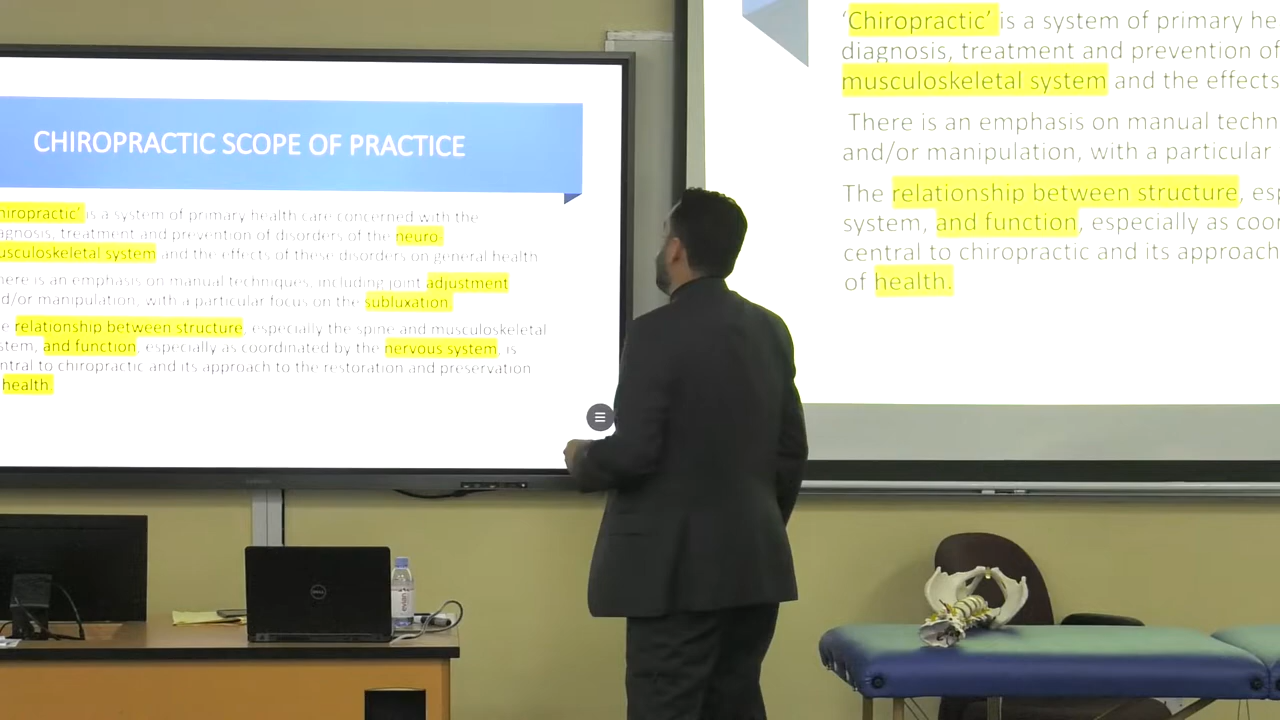 CHIROPRACTIC SCOPE OF PRACTICE
hiropractic' is a system of primary health care concerned with the
agnosis, treatment and prevention of disorders of the neuro
usculoskeletal system and the effects of these disorders on general health
here is an emphasis on manual techniques, including joint adjustment
d/or manipulation, with a particular focus on the subluxation.
e relationship between structure, especially the spine and musculoskeletal
stem, and function, especially as coordinated by the nervous system, is
ntral to chiropractic and its approach to the restoration and preservation
health.
'Chiropractic' is a system of primary he
diagnosis, treatment and prevention of
musculoskeletal system and the effects
There is an emphasis on manual techn
and/or manipulation, with a particular
The relationship between structure, esp
system, and function, especially as coor
central to chiropractic and its approach
of health.
DELL
evian